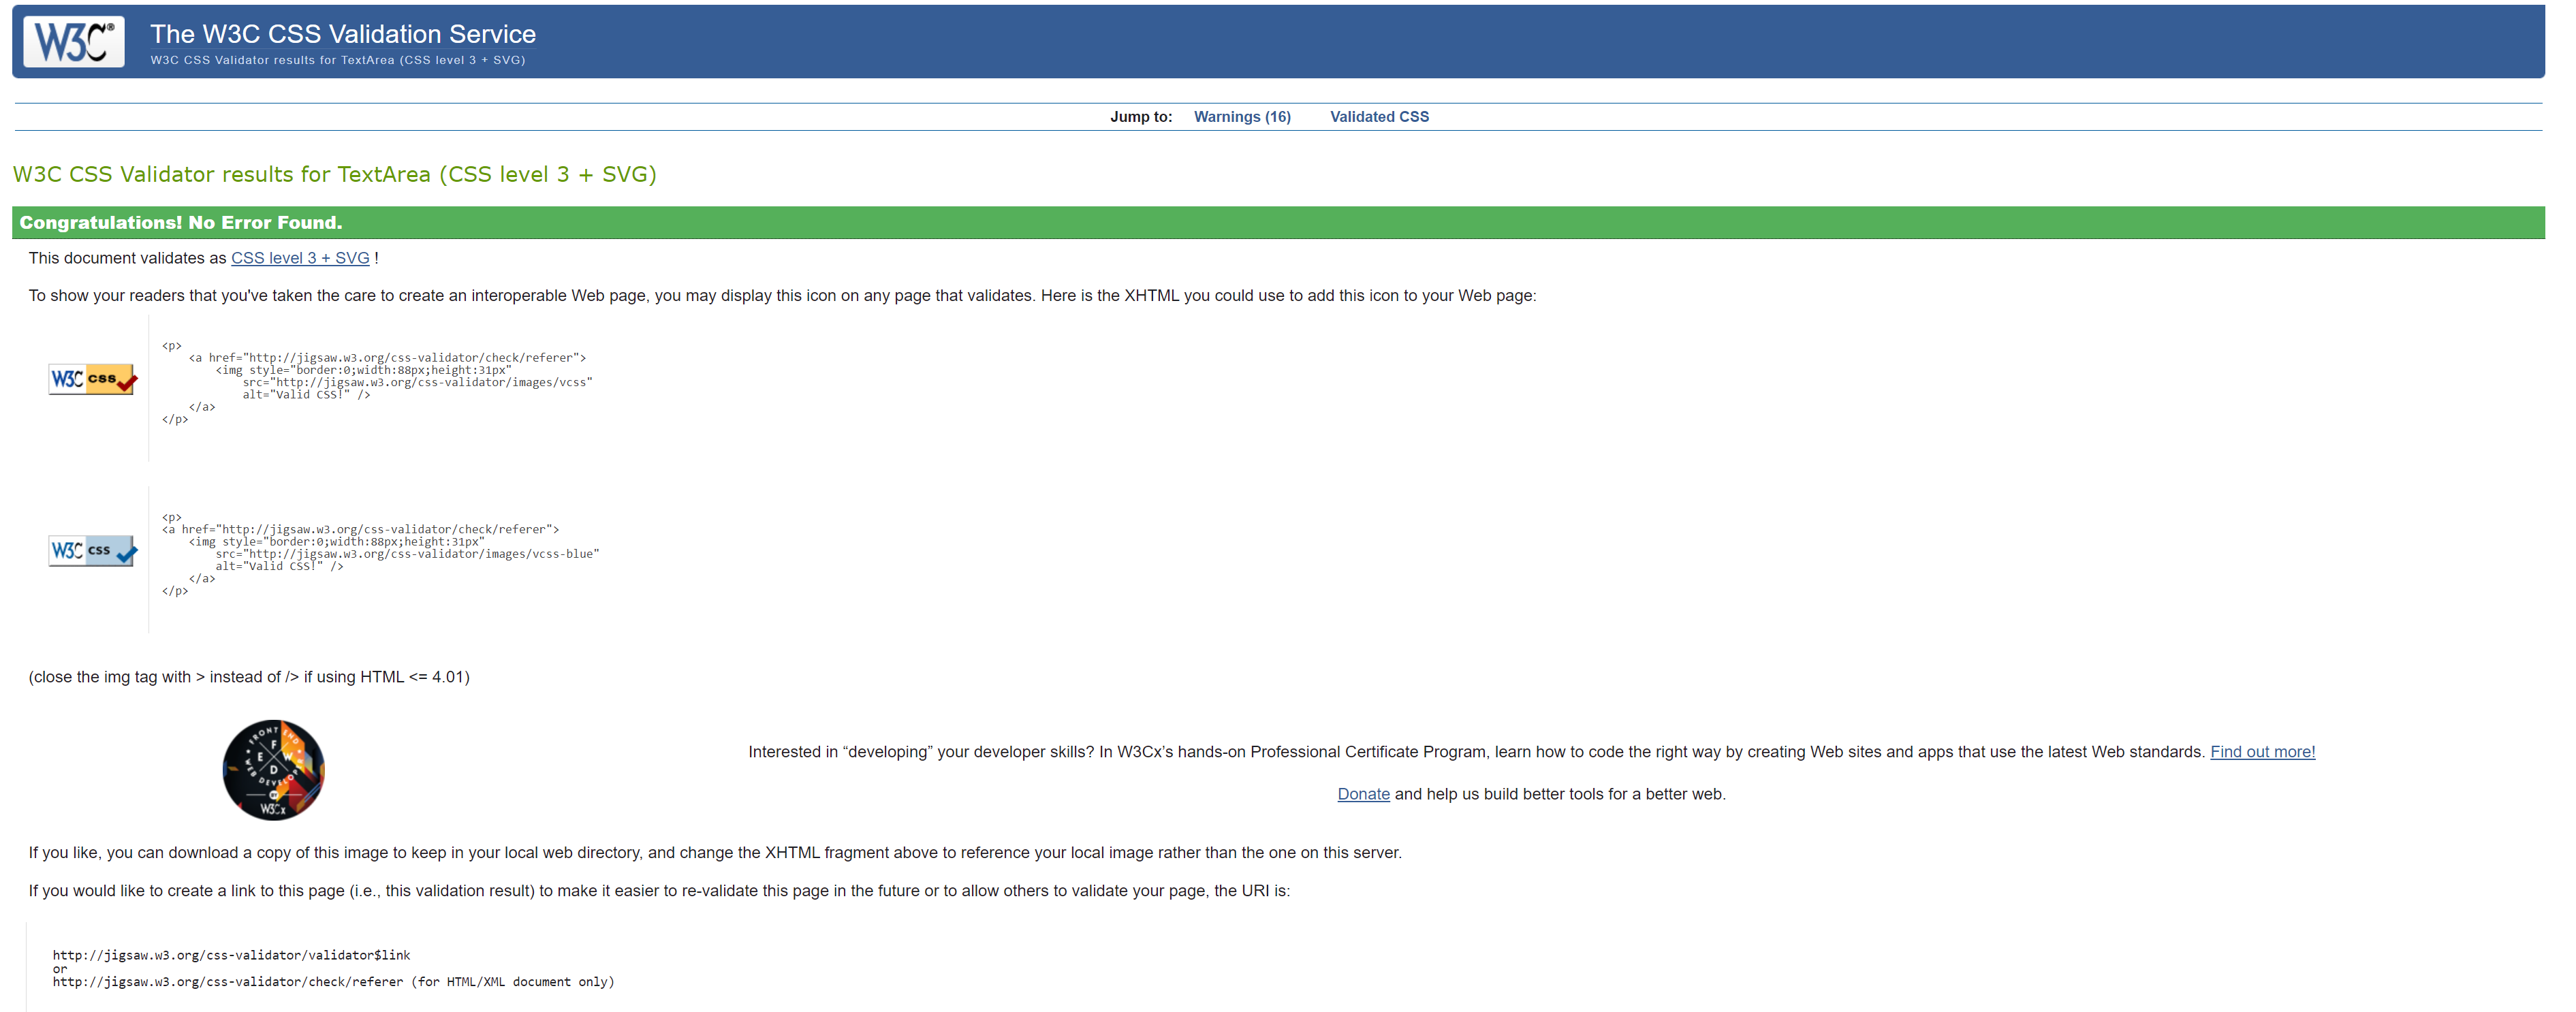 W3C®
The W3C CSS Validation Service
W3C CSS Validator results for TextArea (CSS level 3 + SVG)
Jump to: Warnings (16) Validated CSS
W3C CSS Validator results for TextArea (CSS level 3 + SVG)
Congratulations! No Error Found.
This document validates as CSS level 3 + SVG !
To show your readers that you've taken the care to create an interoperable Web page, you may display this icon on any page that validates. Here is the XHTML you could use to add this icon to your Web page:
W3C css
<p>
<a href="http://jigsaw.w3.org/css-validator/check/referer">
<img style="border:0;width:88px;height:31px"
src="http://jigsaw.w3.org/css-validator/images/vcss"
alt="Valid CSS!" />
</a>
</p>
W3C css
<p>
<a href="http://jigsaw.w3.org/css-validator/check/referer">
<img style="border:0;width:88px;height:31px"
src="http://jigsaw.w3.org/css-validator/images/vcss-blue"
alt="Valid CSS!" />
</a>
</p>
(close the img tag with > instead of /> if using HTML <= 4.01)
FRONT END
F E W D
WEB DEVELOPER
BY
W3Cx
Interested in “developing” your developer skills? In W3Cx’s hands-on Professional Certificate Program, learn how to code the right way by creating Web sites and apps that use the latest Web standards. Find out more!
Donate and help us build better tools for a better web.
If you like, you can download a copy of this image to keep in your local web directory, and change the XHTML fragment above to reference your local image rather than the one on this server.
If you would like to create a link to this page (i.e., this validation result) to make it easier to re-validate this page in the future or to allow others to validate your page, the URI is:
http://jigsaw.w3.org/css-validator/validator$link
or
http://jigsaw.w3.org/css-validator/check/referer (for HTML/XML document only)